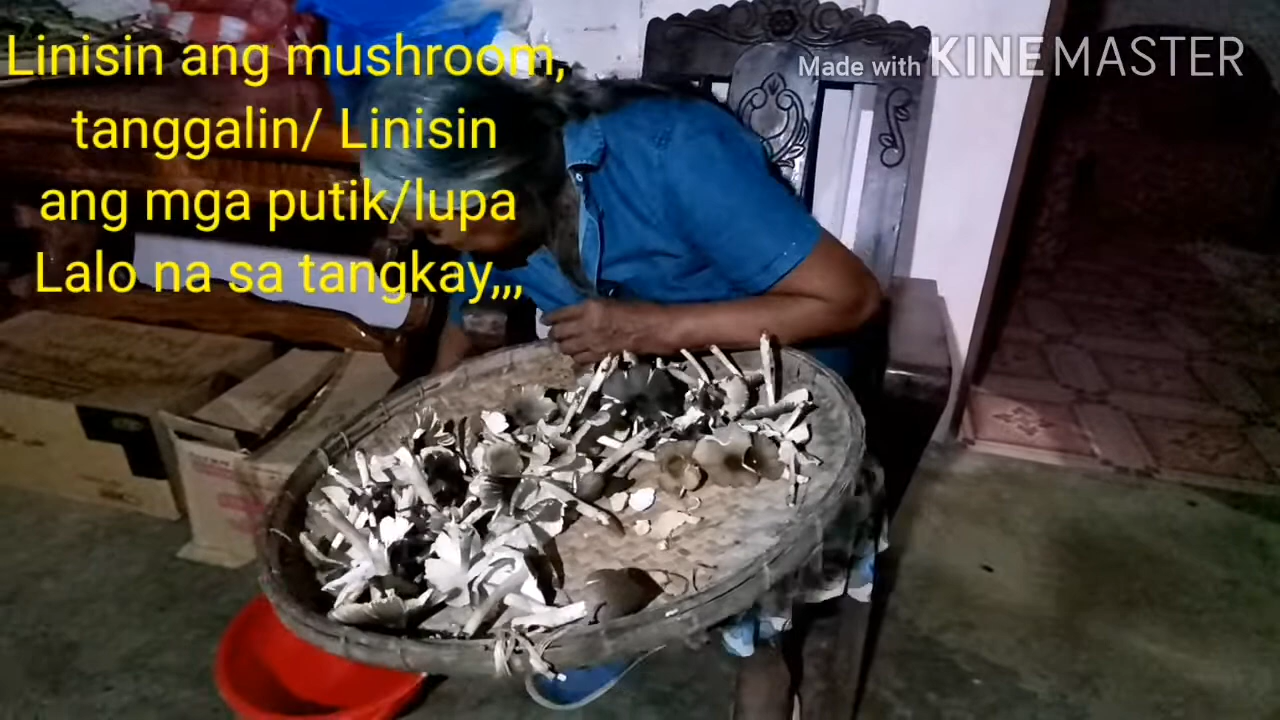 Linisin ang mushroom,
tanggalin/ Linisin
ang mga putik/lupa
Lalo na sa tangkay,,,
Made with KINEMASTER